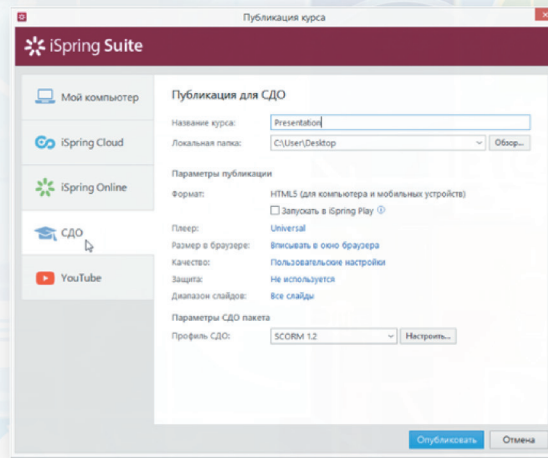 Публикация курса
iSpring Suite
Мой компьютер
iSpring Cloud
iSpring Online
СДО
YouTube
Публикация для СДО
Название курса: Presentation
Локальная папка: C:\User\Desktop Обзор...
Параметры публикации
Формат: HTML5 (для компьютера и мобильных устройств)
Запускать в iSpring Play
Плеер: Universal
Размер в браузере: Вписывать в окно браузера
Качество: Пользовательские настройки
Защита: Не используется
Диапазон слайдов: Все слайды
Параметры СДО пакета
Профиль СДО: SCORM 1.2 Настроить...
Опубликовать Отмена